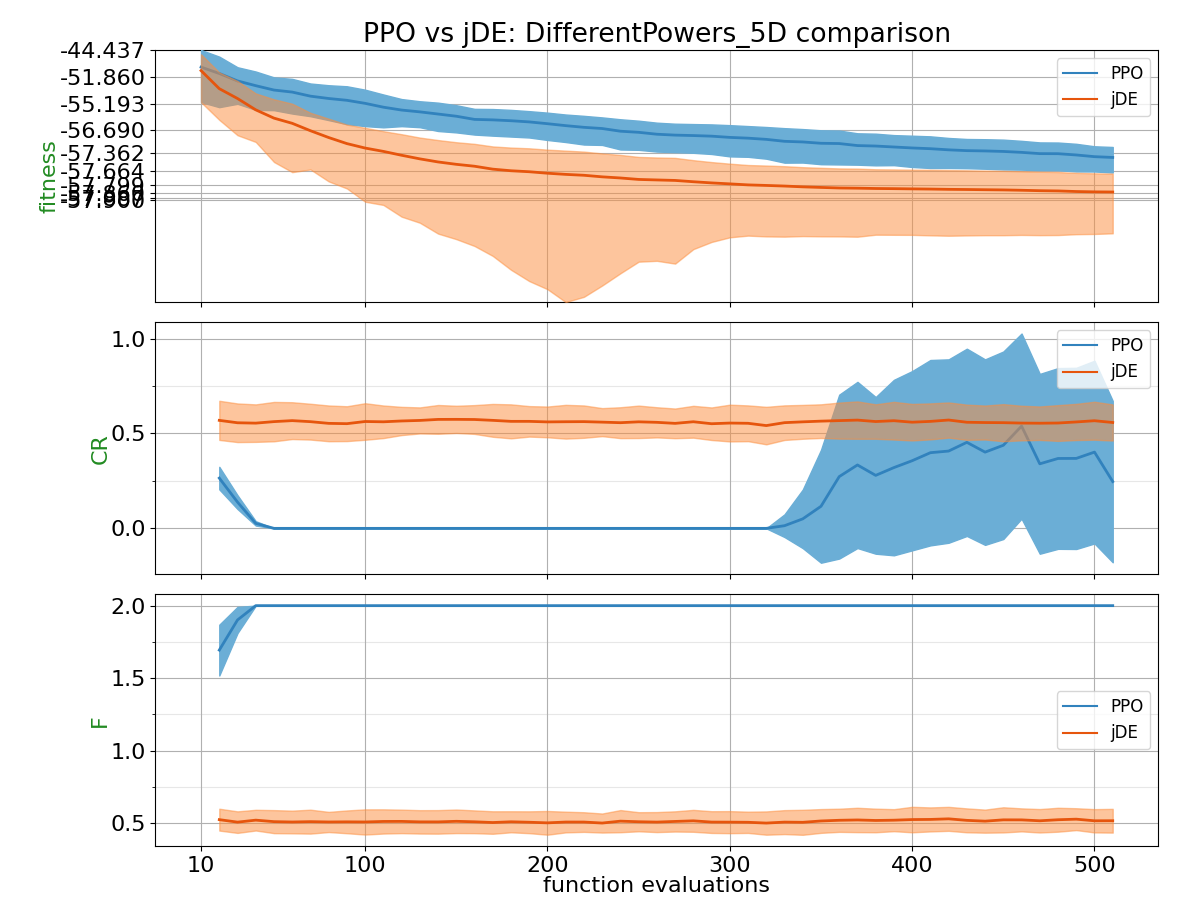 PPO vs jDE: DifferentPowers_5D comparison
-44.437
-51.860
-55.193
-56.690
-57.362
-57.664
fitness
PPO
jDE
1.0
0.5
0.0
CR
PPO
jDE
2.0
1.5
1.0
0.5
F
PPO
jDE
10
100
200
300
400
500
function evaluations